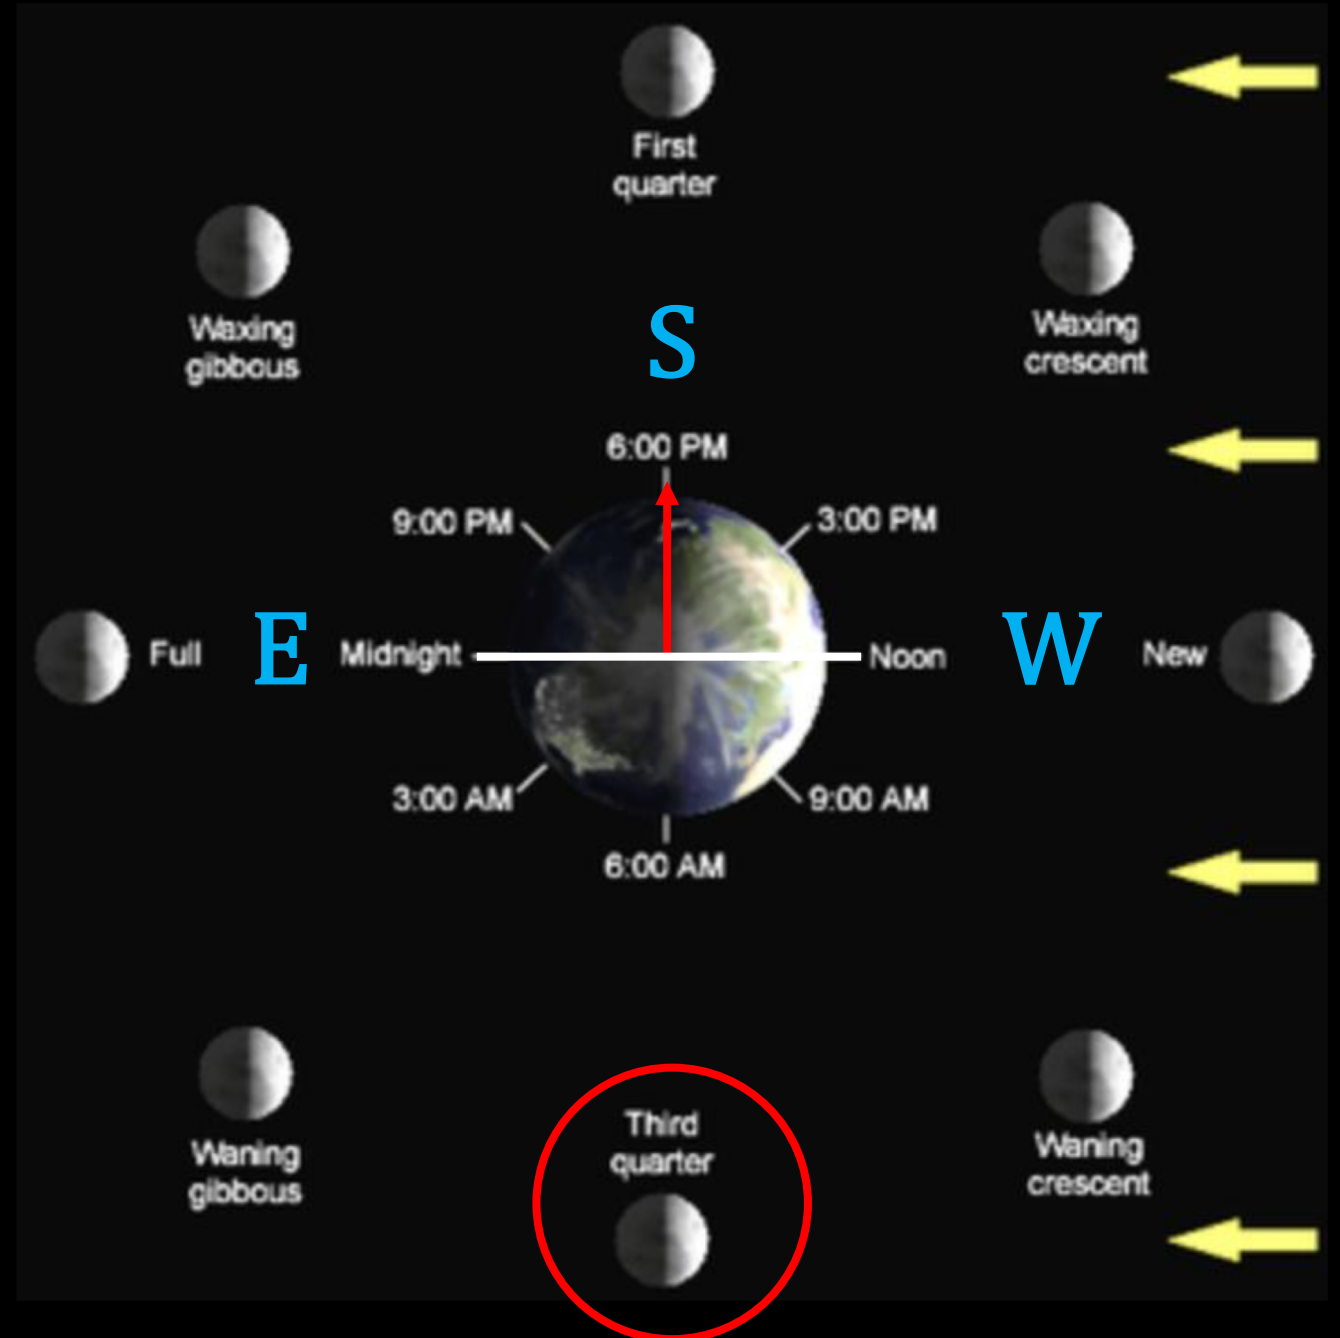 First
quarter
Waxing
gibbous
Waxing
crescent
S
6:00 PM
9:00 PM
3:00 PM
Full
E
Midnight
Noon
W
New
3:00 AM
9:00 AM
6:00 AM
Third
quarter
Waning
gibbous
Waning
crescent